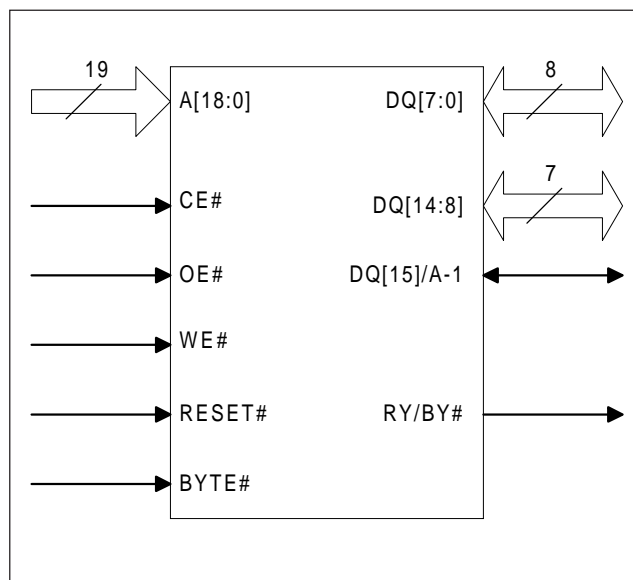 19
8
A[18:0]
DQ[7:0]
7
CE#
DQ[14:8]
OE#
DQ[15]/A-1
WE#
RESET#
RY/BY#
BYTE#